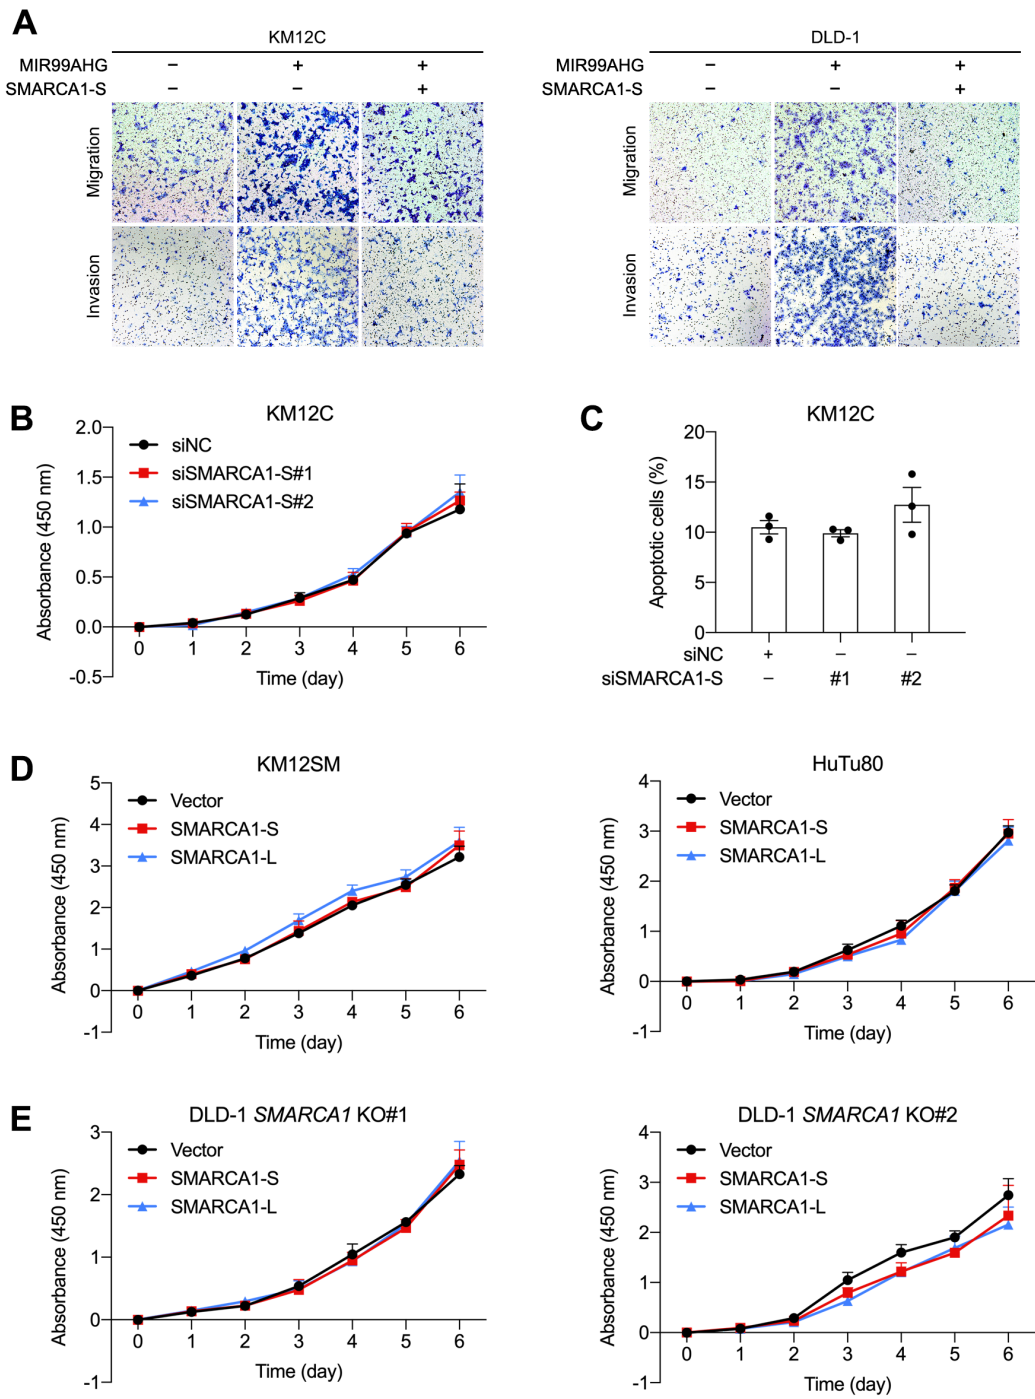 A
KM12C
MIR99AHG – + +
SMARCA1-S – – +
Migration
Invasion
DLD-1
MIR99AHG – + +
SMARCA1-S – – +
Migration
Invasion
B
KM12C
siNC
siSMARCA1-S#1
siSMARCA1-S#2
Absorbance (450 nm)
2.0
1.5
1.0
0.5
0.0
-0.5
0 1 2 3 4 5 6
Time (day)
C
KM12C
Apoptotic cells (%)
20
15
10
5
0
siNC + – –
siSMARCA1-S – #1 #2
D
KM12SM
Vector
SMARCA1-S
SMARCA1-L
Absorbance (450 nm)
5
4
3
2
1
0
-1
0 1 2 3 4 5 6
Time (day)
HuTu80
Vector
SMARCA1-S
SMARCA1-L
Absorbance (450 nm)
4
3
2
1
0
-1
0 1 2 3 4 5 6
Time (day)
E
DLD-1 SMARCA1 KO#1
Vector
SMARCA1-S
SMARCA1-L
Absorbance (450 nm)
3
2
1
0
-1
0 1 2 3 4 5 6
Time (day)
DLD-1 SMARCA1 KO#2
Vector
SMARCA1-S
SMARCA1-L
Absorbance (450 nm)
4
3
2
1
0
-1
0 1 2 3 4 5 6
Time (day)